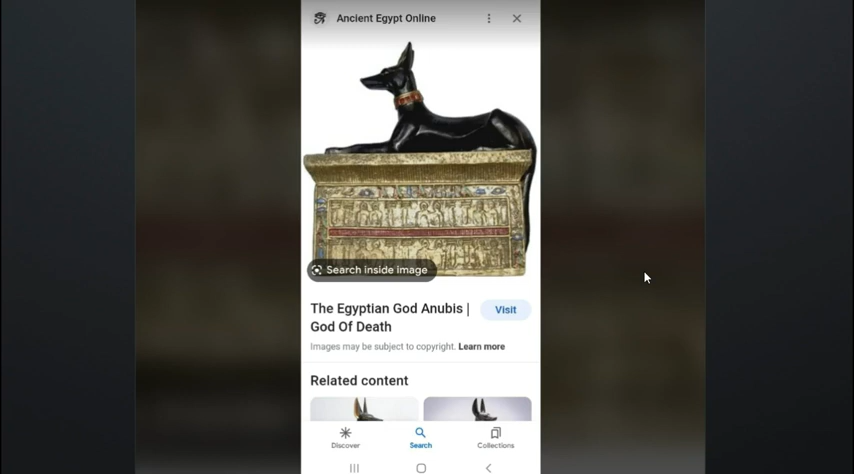 Ancient Egypt Online
Search inside image
The Egyptian God Anubis |
God Of Death
Visit
Images may be subject to copyright. Learn more
Related content
Discover
Search
Collections